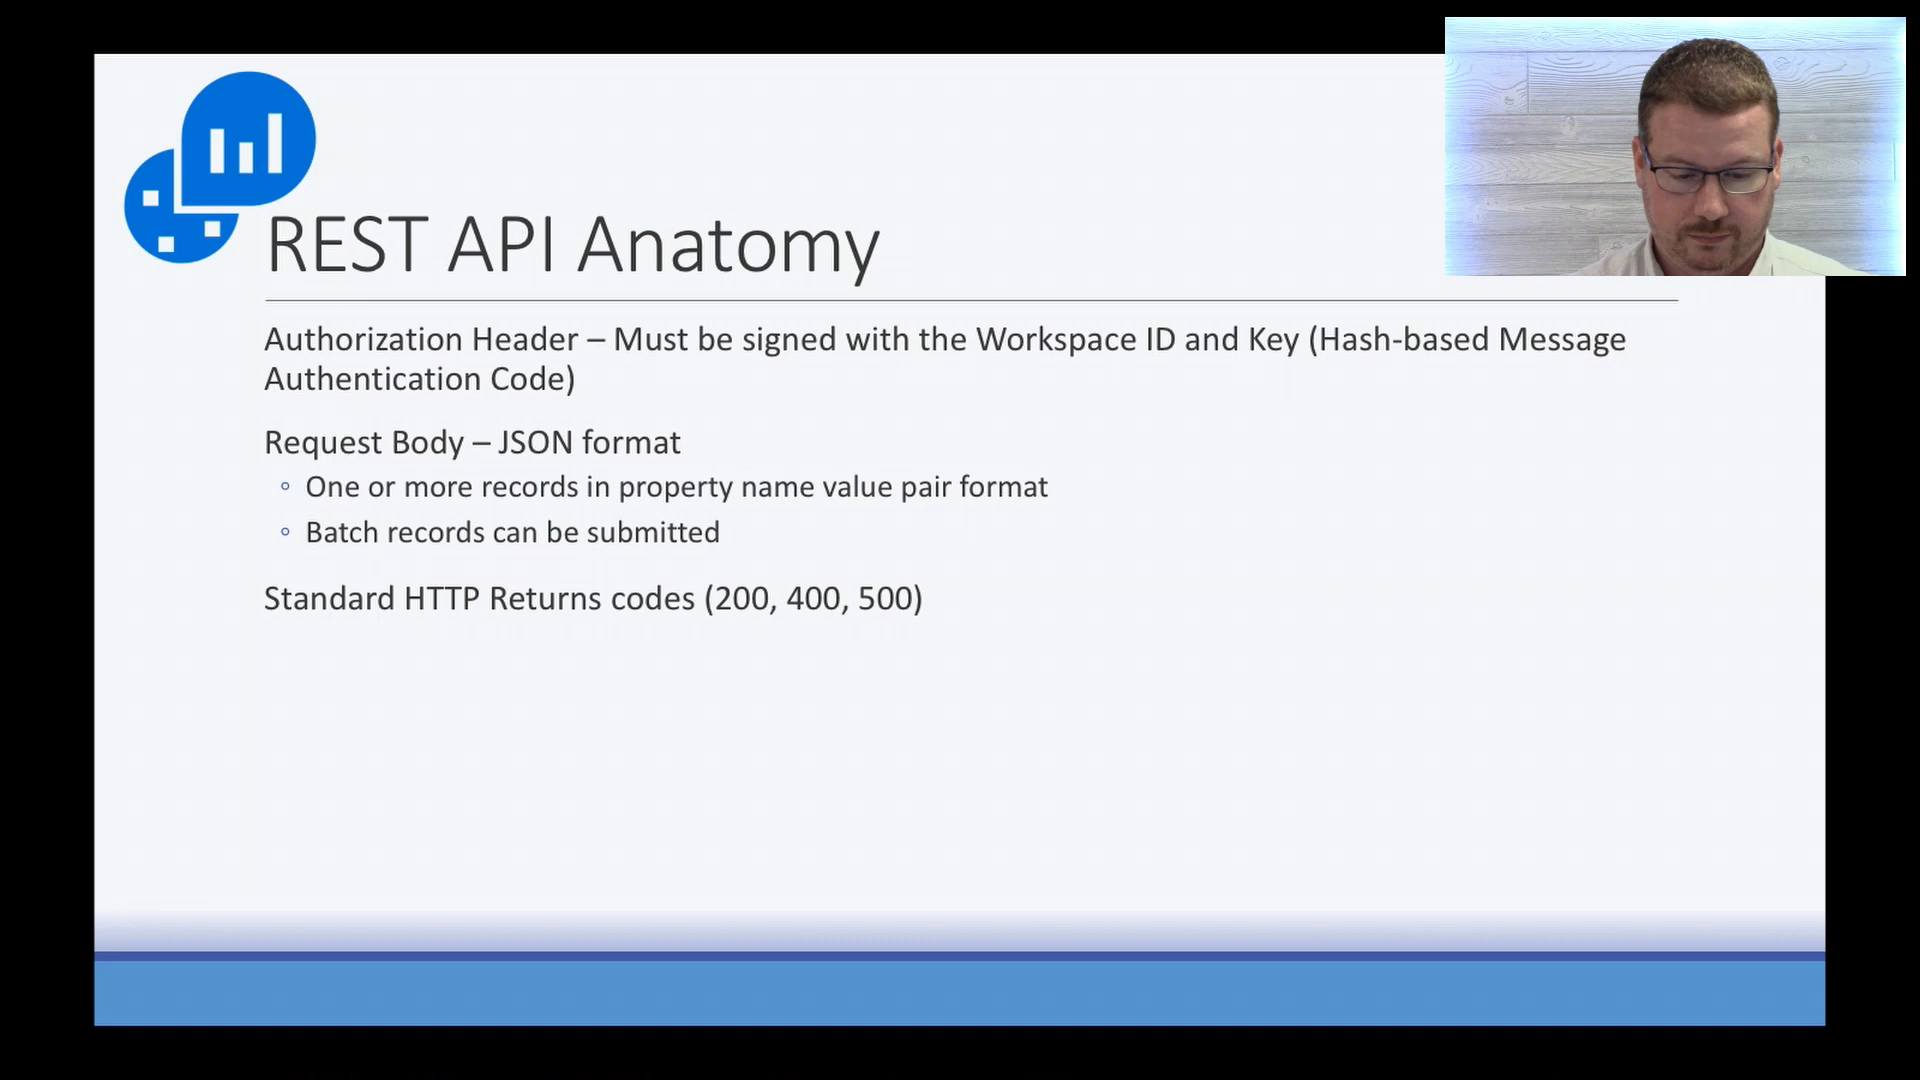 REST API Anatomy
Authorization Header – Must be signed with the Workspace ID and Key (Hash-based Message
Authentication Code)
Request Body – JSON format
◦ One or more records in property name value pair format
◦ Batch records can be submitted
Standard HTTP Returns codes (200, 400, 500)